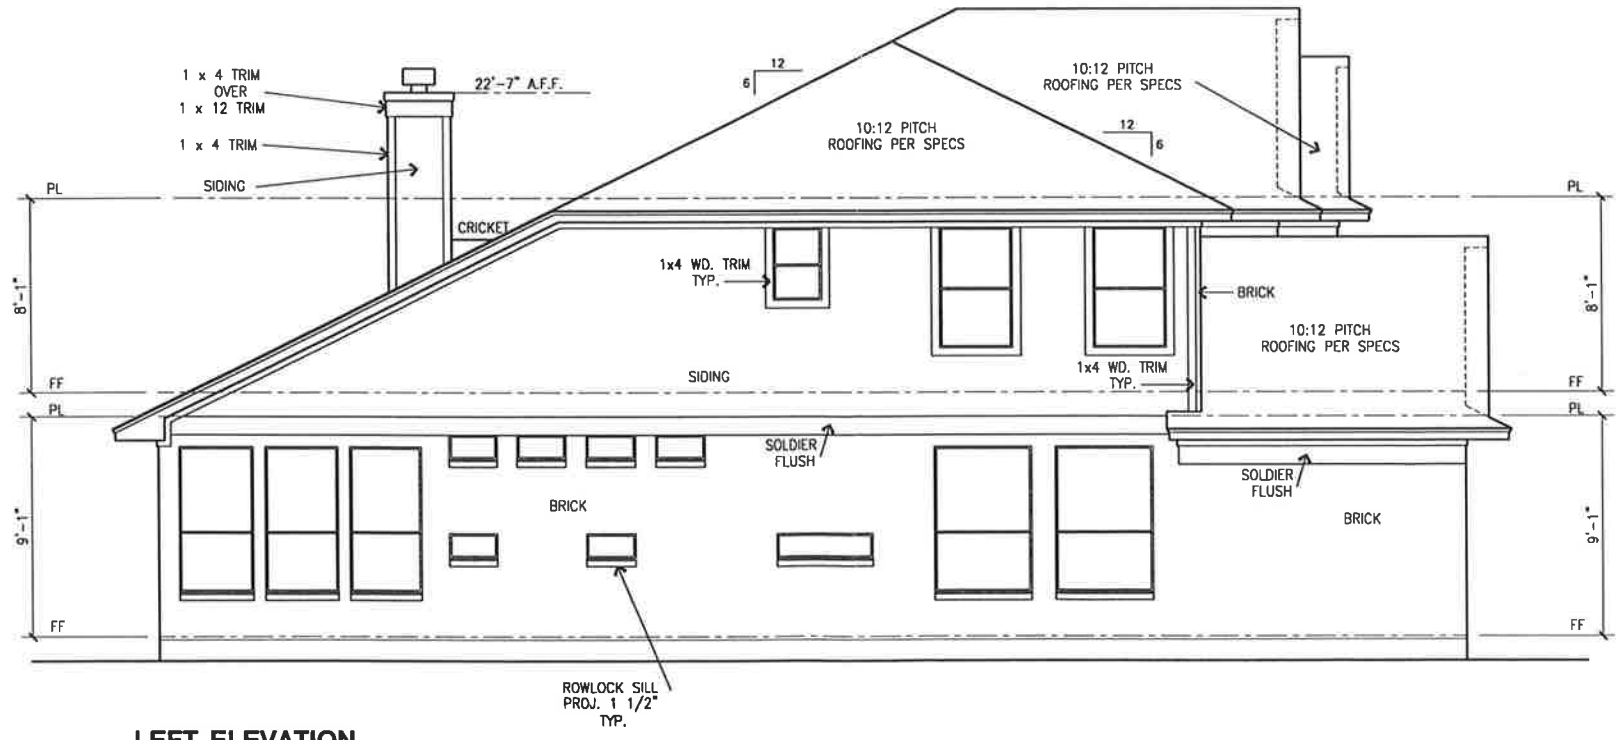 1 x 4 TRIM
OVER
1 x 12 TRIM
1 x 4 TRIM
SIDING
22'-7" A.F.F.
12
6
10:12 PITCH
ROOFING PER SPECS
12
6
10:12 PITCH
ROOFING PER SPECS
PL
PL
CRICKET
1x4 WD. TRIM
TYP.
BRICK
8'-1"
8'-1"
10:12 PITCH
ROOFING PER SPECS
SIDING
1x4 WD. TRIM
TYP.
FF
FF
PL
PL
SOLDIER
FLUSH
SOLDIER
FLUSH
BRICK
BRICK
9'-1"
9'-1"
FF
FF
ROWLOCK SILL
PROJ. 1 1/2"
TYP.
LEFT ELEVATION